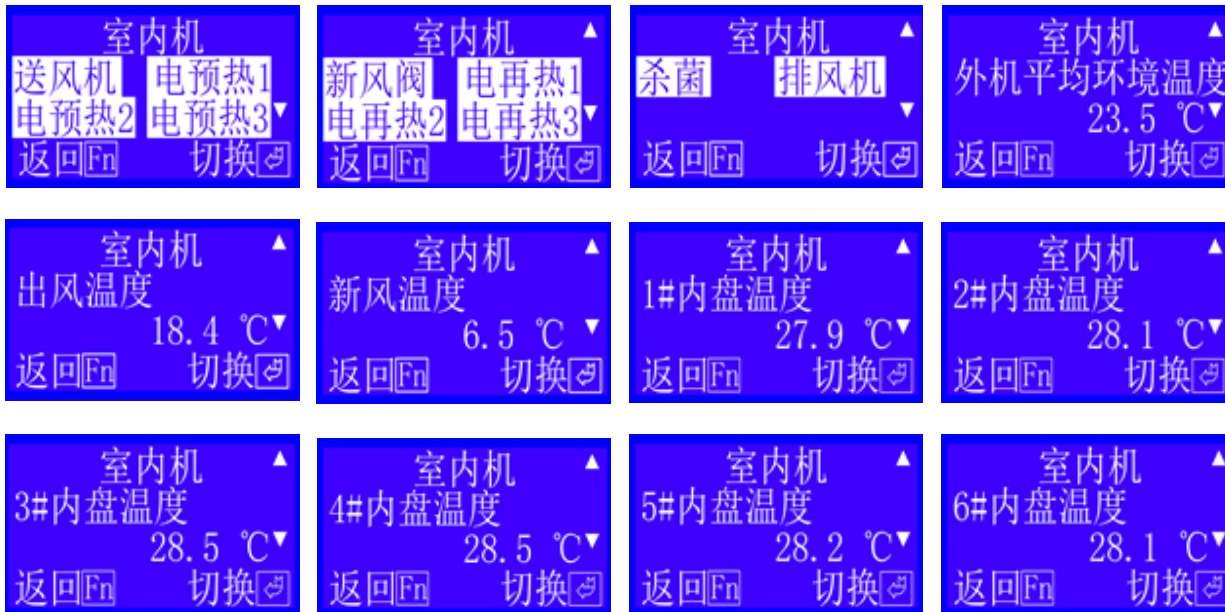 室内机 ▲
送风机 电预热1
电预热2 电预热3 ▼
返回Fn 切换
室内机 ▲
新风阀 电再热1
电再热2 电再热3 ▼
返回Fn 切换
室内机 ▲
杀菌 排风机
▼
返回Fn 切换
室内机 ▲
外机平均环境温度
23.5 ℃▼
返回Fn 切换
室内机 ▲
出风温度
18.4 ℃▼
返回Fn 切换
室内机 ▲
新风温度
6.5 ℃ ▼
返回Fn 切换
室内机 ▲
1#内盘温度
27.9 ℃▼
返回Fn 切换
室内机 ▲
2#内盘温度
28.1 ℃▼
返回Fn 切换
室内机 ▲
3#内盘温度
28.5 ℃▼
返回Fn 切换
室内机 ▲
4#内盘温度
28.5 ℃▼
返回Fn 切换
室内机 ▲
5#内盘温度
28.2 ℃▼
返回Fn 切换
室内机 ▲
6#内盘温度
28.1 ℃▼
返回Fn 切换